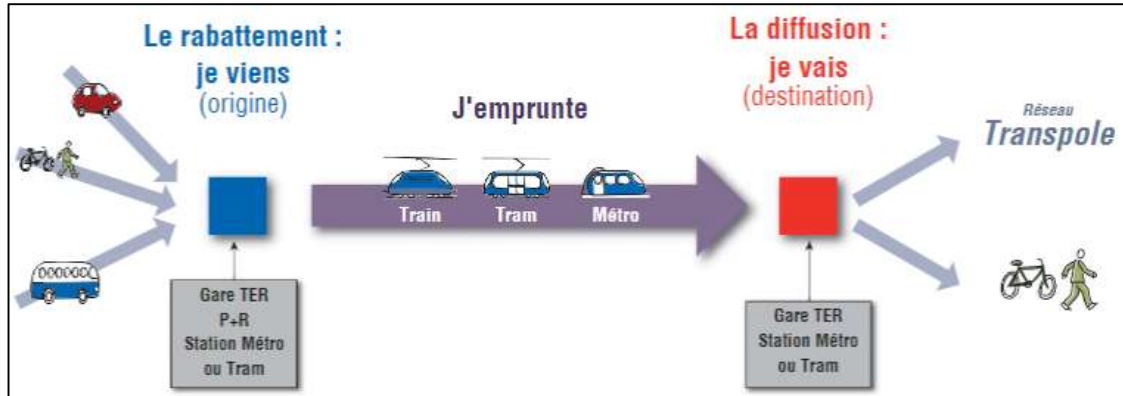 Le rabattement :
je viens
(origine)
J'emprunte
Train
Tram
Métro
La diffusion :
je vais
(destination)
Réseau
Transpole
Gare TER
P+R
Station Métro
ou Tram
Gare TER
Station Métro
ou Tram